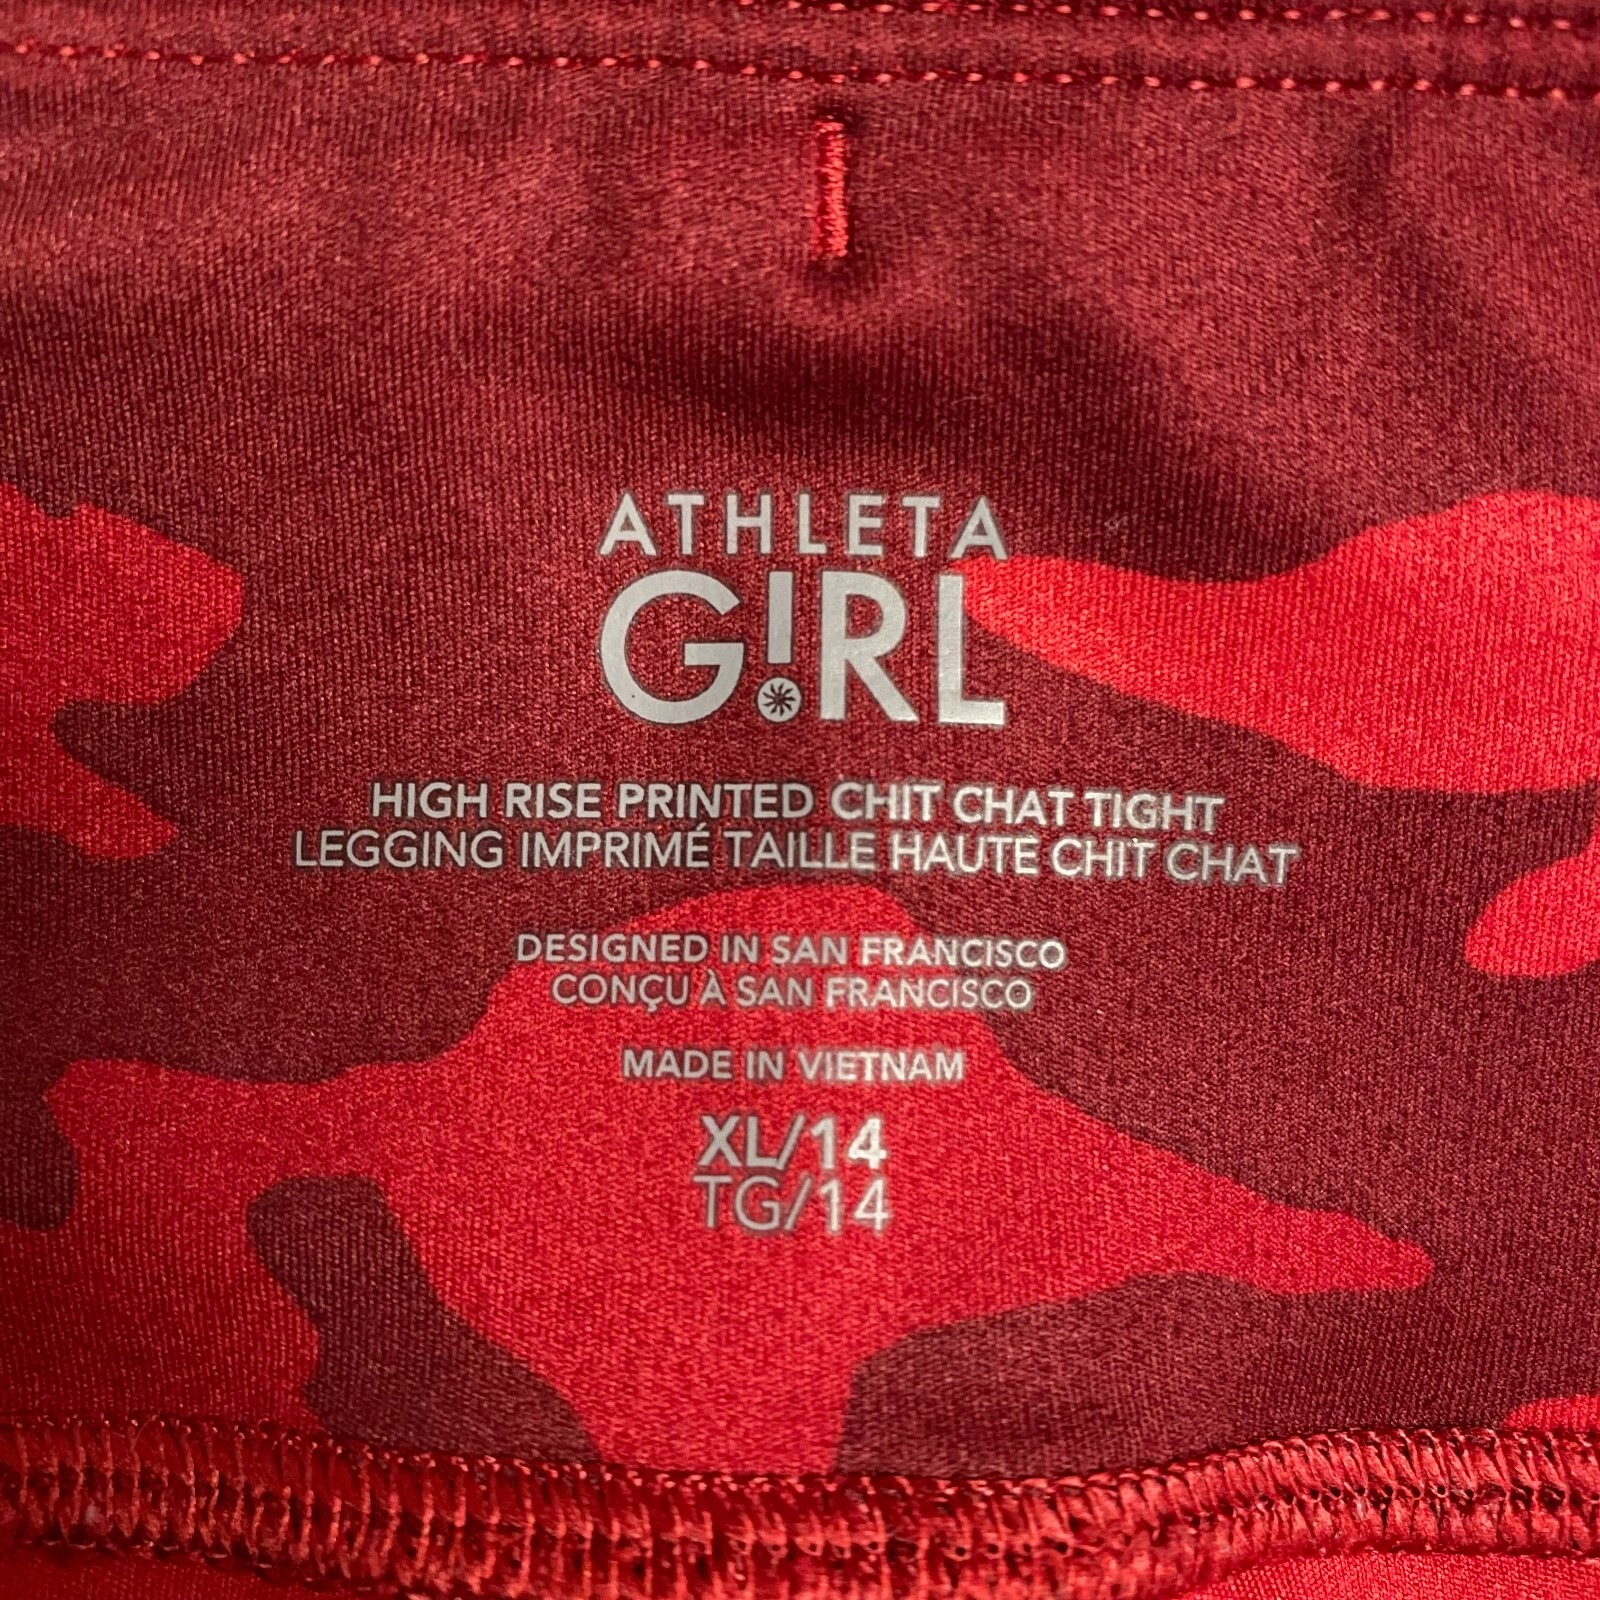 ATHLETA
G!RL
HIGH RISE PRINTED CHIT CHAT TIGHT
LEGGING IMPRIMÉ TAILLE HAUTE CHIT CHAT
DESIGNED IN SAN FRANCISCO
CONÇU À SAN FRANCISCO
MADE IN VIETNAM
XL/14
TG/14